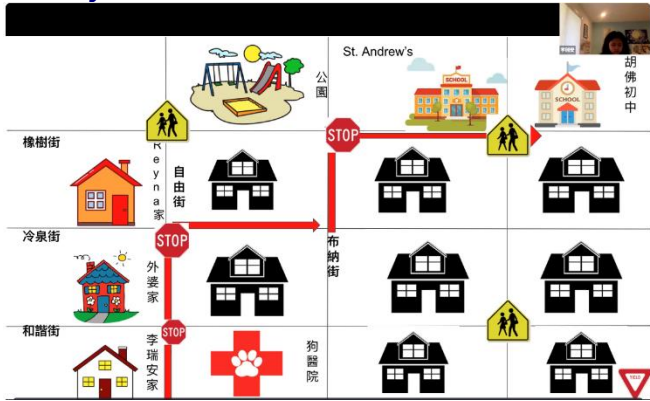 St. Andrew's
公園
SCHOOL
SCHOOL
胡佛初中
橡樹街
Reyna家
自由街
STOP
冷泉街
STOP
外婆家
布納街
和諧街
STOP
李瑞安家
狗醫院
YIELD